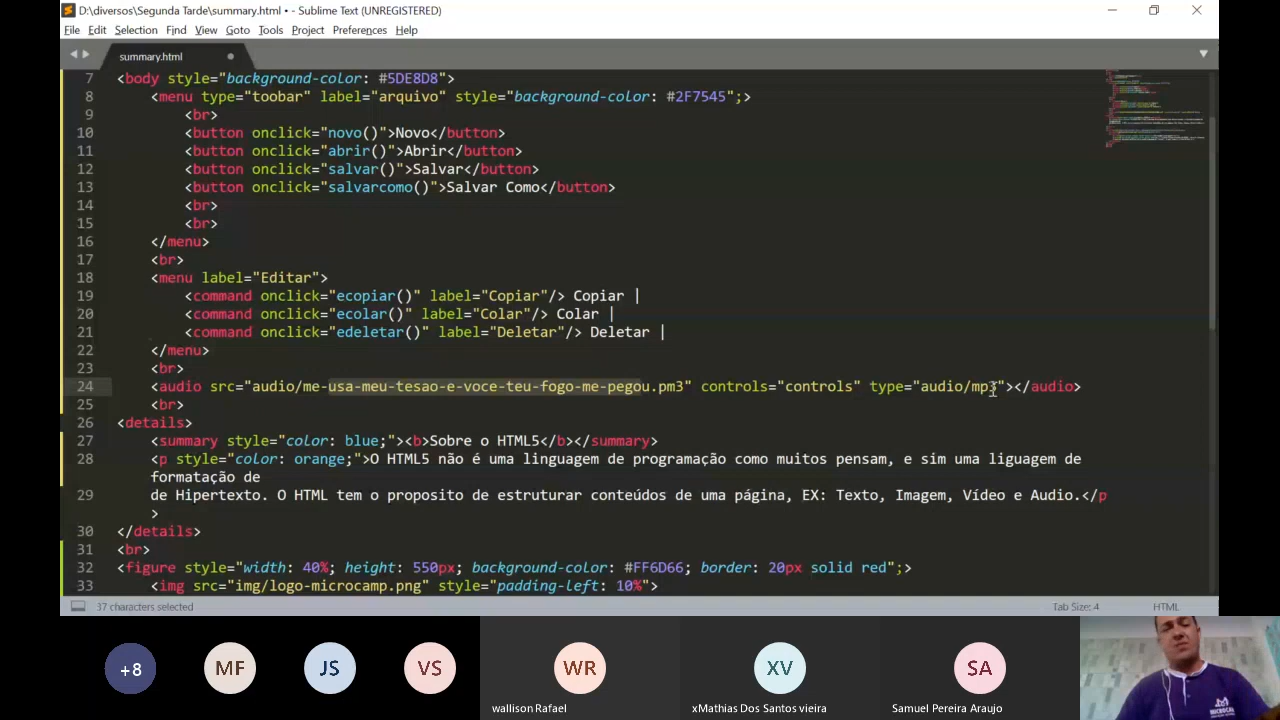 D:\diversos\Segunda Tarde\summary.html • - Sublime Text (UNREGISTERED)
File Edit Selection Find View Goto Tools Project Preferences Help
summary.html
7 <body style="background-color: #5DE8D8">
8 <menu type="toobar" label="arquivo" style="background-color: #2F7545";>
9 <br>
10 <button onclick="novo()">Novo</button>
11 <button onclick="abrir()">Abrir</button>
12 <button onclick="salvar()">Salvar</button>
13 <button onclick="salvarcomo()">Salvar Como</button>
14 <br>
15 <br>
16 </menu>
17 <br>
18 <menu label="Editar">
19 <command onclick="ecopiar()" label="Copiar"/> Copiar |
20 <command onclick="ecolar()" label="Colar"/> Colar |
21 <command onclick="edeletar()" label="Deletar"/> Deletar |
22 </menu>
23 <br>
24 <audio src="audio/me-usa-meu-tesao-e-voce-teu-fogo-me-pegou.pm3" controls="controls" type="audio/mp3"></audio>
25 <br>
26 <details>
27 <summary style="color: blue;"><b>Sobre o HTML5</b></summary>
28 <p style="color: orange;">O HTML5 não é uma linguagem de programação como muitos pensam, e sim uma liguagem de
formatação de
29 de Hipertexto. O HTML tem o proposito de estruturar conteúdos de uma página, EX: Texto, Imagem, Vídeo e Audio.</p
>
30 </details>
31 <br>
32 <figure style="width: 40%; height: 550px; background-color: #FF6D66; border: 20px solid red";>
33 <img src="img/logo-microcamp.png" style="padding-left: 10%">
37 characters selected
Tab Size: 4 HTML
+8 MF JS VS WR XV SA
wallison Rafael xMathias Dos Santos vieira Samuel Pereira Araujo